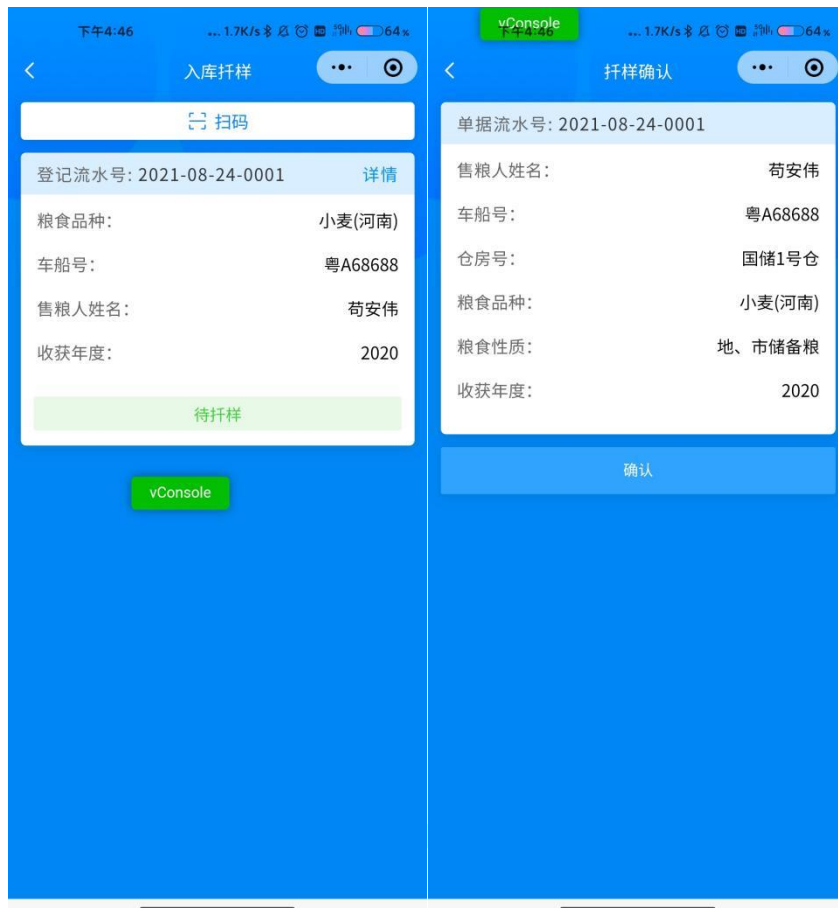 下午4:46
... 1.7K/s
64%
入库扦样
扫码
登记流水号: 2021-08-24-0001
详情
粮食品种:
小麦(河南)
车船号:
粤A68688
售粮人姓名:
苟安伟
收获年度:
2020
待扦样
vConsole
vConsole
下午4:46
... 1.7K/s
64%
扦样确认
单据流水号: 2021-08-24-0001
售粮人姓名:
苟安伟
车船号:
粤A68688
仓房号:
国储1号仓
粮食品种:
小麦(河南)
粮食性质:
地、市储备粮
收获年度:
2020
确认